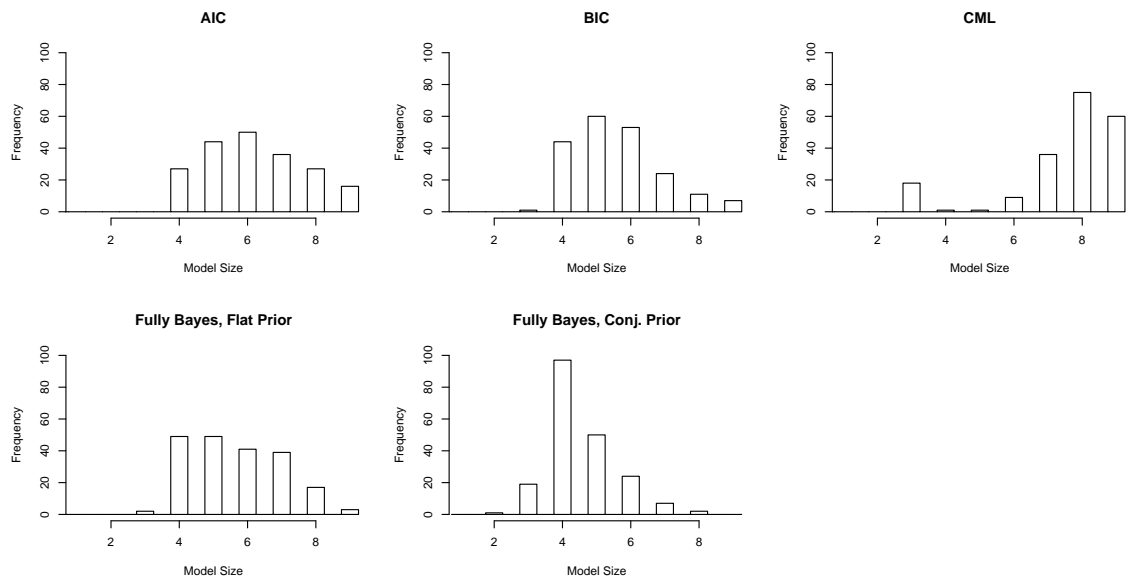 AIC
Frequency
0 20 40 60 80 100
2 4 6 8
Model Size
BIC
Frequency
0 20 40 60 80 100
2 4 6 8
Model Size
CML
Frequency
0 20 40 60 80 100
2 4 6 8
Model Size
Fully Bayes, Flat Prior
Frequency
0 20 40 60 80 100
2 4 6 8
Model Size
Fully Bayes, Conj. Prior
Frequency
0 20 40 60 80 100
2 4 6 8
Model Size